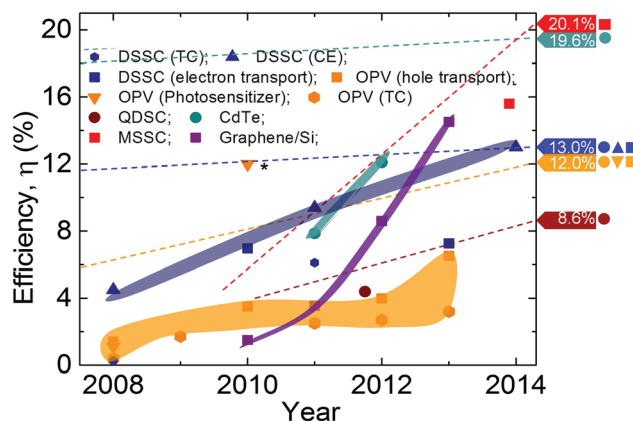 20
16
12
8
4
0
Efficiency, η (%)
DSSC (TC); DSSC (CE);
DSSC (electron transport); OPV (hole transport);
OPV (Photosensitizer); OPV (TC)
QDSC; CdTe;
MSSC; Graphene/Si;
*
20.1%
19.6%
13.0%
12.0%
8.6%
2008 2010 2012 2014
Year